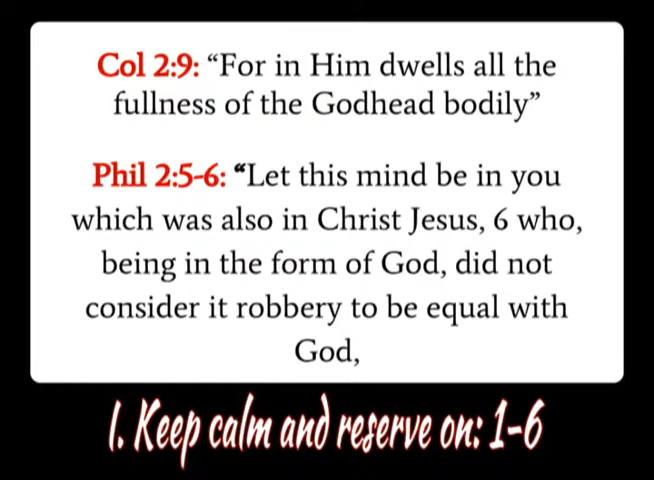 Col 2:9: “For in Him dwells all the
fullness of the Godhead bodily”
Phil 2:5-6: “Let this mind be in you
which was also in Christ Jesus, 6 who,
being in the form of God, did not
consider it robbery to be equal with
God,
1. Keep calm and reserve on: 1-6